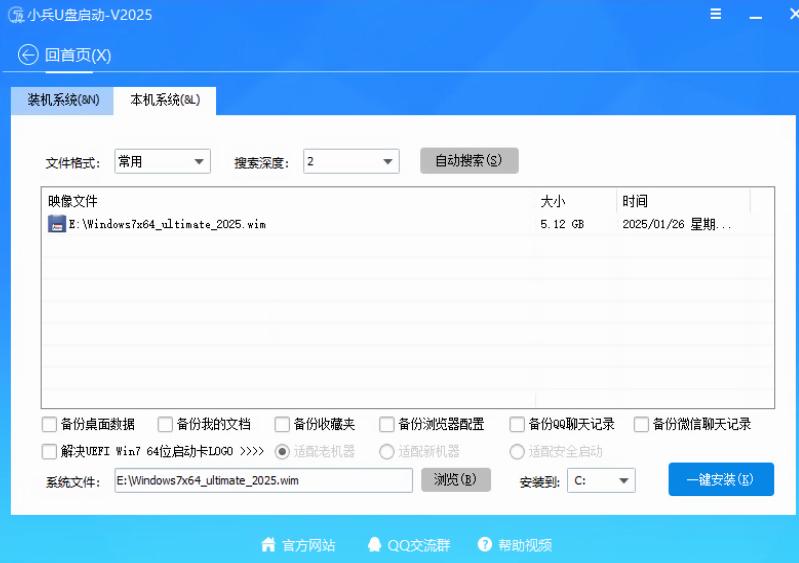 小兵U盘启动-V2025
回首页(X)
装机系统(&N) 本机系统(&L)
文件格式: 常用 搜索深度: 2 自动搜索(S)
映像文件 大小 时间
E:\Windows7x64_ultimate_2025.wim 5.12 GB 2025/01/26 星期...
备份桌面数据 备份我的文档 备份收藏夹 备份浏览器配置 备份QQ聊天记录 备份微信聊天记录
解决UEFI Win7 64位启动卡LOGO >>>> 适配老机器 适配新机器 适配安全启动
系统文件: E:\Windows7x64_ultimate_2025.wim 浏览(B) 安装到: C: 一键安装(K)
官方网站 QQ交流群 帮助视频